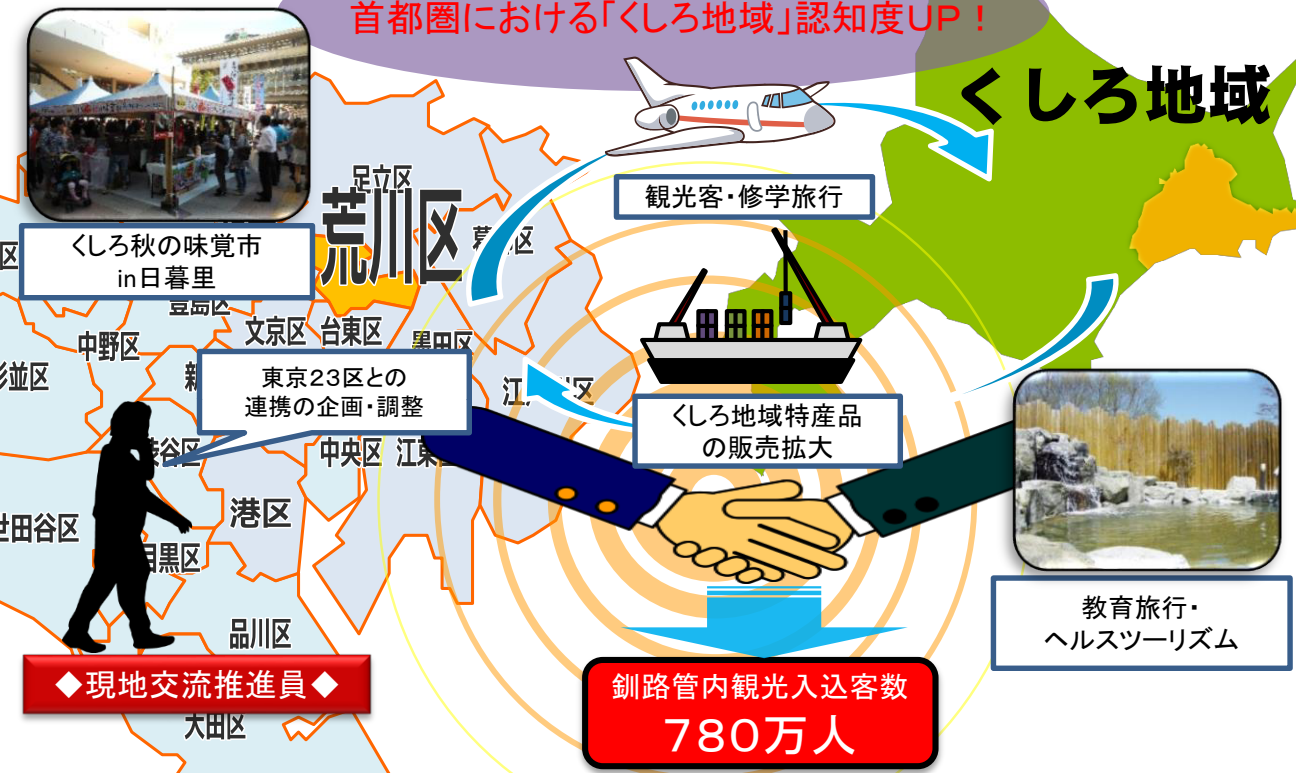 首都圏における「くしろ地域」認知度UP！
くしろ地域
足立区
荒川区
観光客・修学旅行
くしろ秋の味覚市
in日暮里
区
豊島区
文京区
台東区
墨田区
中野区
杉並区
新
東京23区との
連携の企画・調整
くしろ地域特産品
の販売拡大
渋谷区
中央区
江東
港区
世田谷区
目黒区
品川区
教育旅行・
ヘルスツーリズム
◆現地交流推進員◆
大田区
釧路管内観光入込客数
780万人